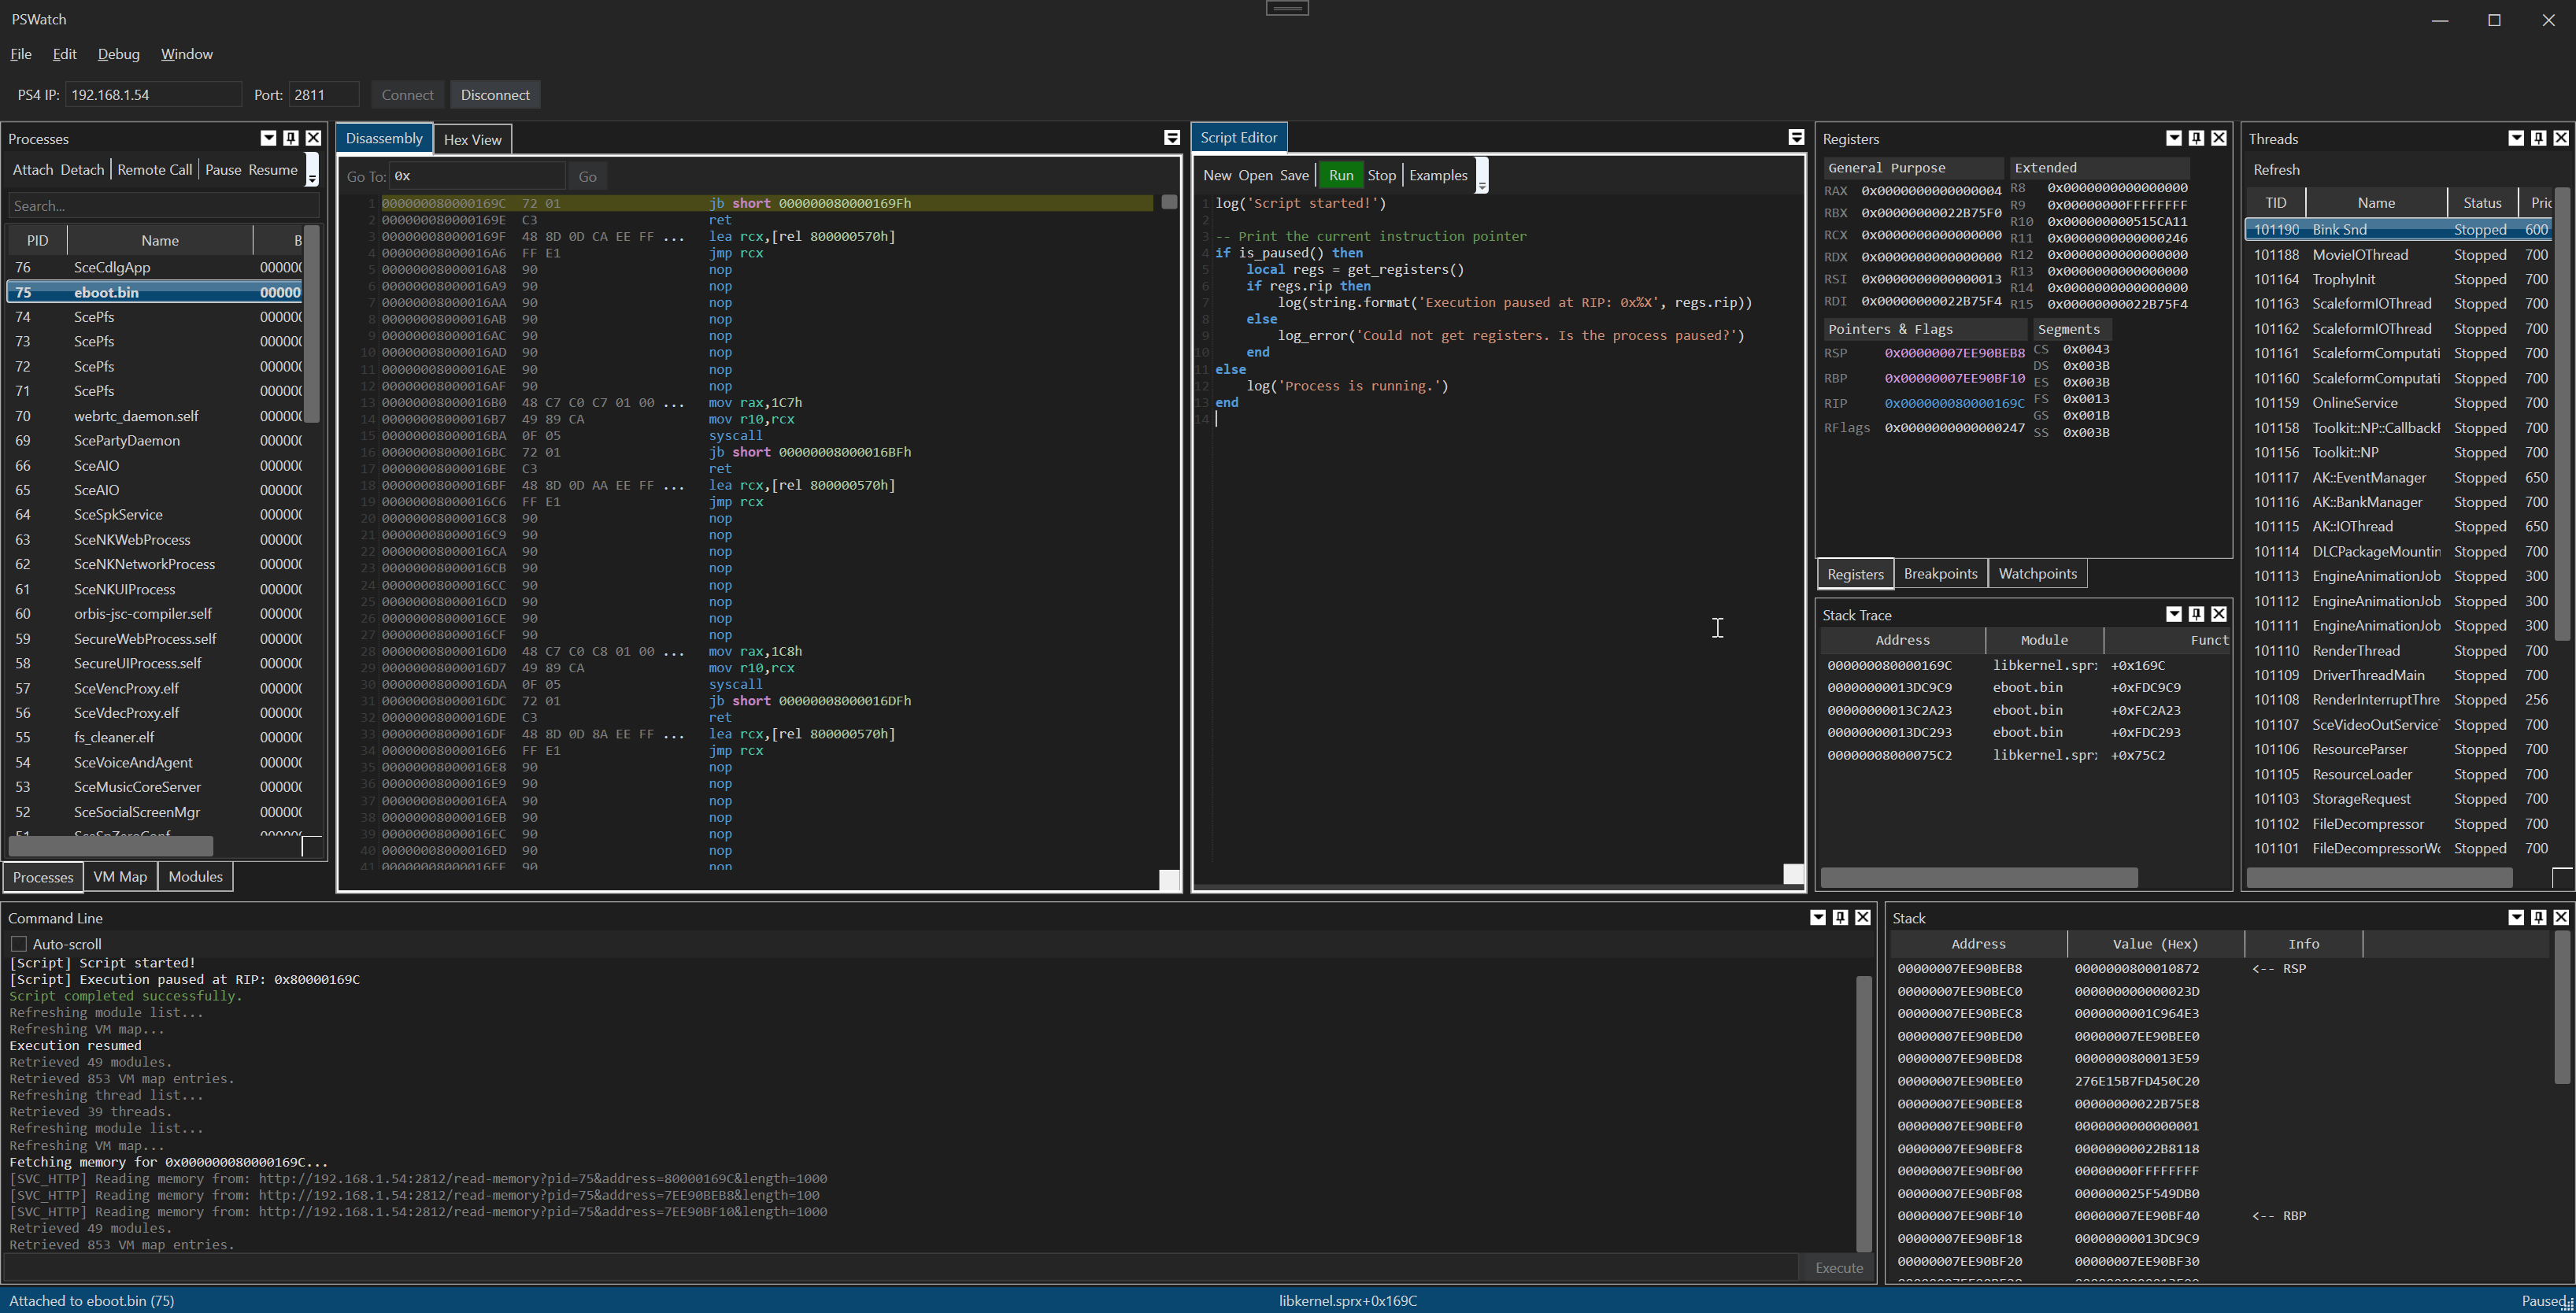 PSWatch
File Edit Debug Window
PS4 IP: 192.168.1.54 Port: 2811 Connect Disconnect
Processes
Attach Detach Remote Call Pause Resume
Search...
PID Name B
76 SceCdlgApp 00000(
75 eboot.bin 00000
74 ScePfs 00000(
73 ScePfs 00000(
72 ScePfs 00000(
71 ScePfs 00000(
70 webrtc_daemon.self 00000(
69 ScePartyDaemon 00000(
66 SceAIO 00000(
65 SceAIO 00000(
64 SceSpkService 00000(
63 SceNKWebProcess 00000(
62 SceNKNetworkProcess 00000(
61 SceNKUIProcess 00000(
60 orbis-jsc-compiler.self 00000(
59 SecureWebProcess.self 00000(
58 SecureUIProcess.self 00000(
57 SceVencProxy.elf 00000(
56 SceVdecProxy.elf 00000(
55 fs_cleaner.elf 00000(
54 SceVoiceAndAgent 00000(
53 SceMusicCoreServer 00000(
52 SceSocialScreenMgr 00000(
Processes VM Map Modules
Disassembly Hex View
Go To: 0x Go
1 000000080000169C 72 01 jb short 000000080000169Fh
2 000000080000169E C3 ret
3 000000080000169F 48 8D 0D CA EE FF ... lea rcx,[rel 800000570h]
4 00000008000016A6 FF E1 jmp rcx
5 00000008000016A8 90 nop
6 00000008000016A9 90 nop
7 00000008000016AA 90 nop
8 00000008000016AB 90 nop
9 00000008000016AC 90 nop
10 00000008000016AD 90 nop
11 00000008000016AE 90 nop
12 00000008000016AF 90 nop
13 00000008000016B0 48 C7 C0 C7 01 00 ... mov rax,1C7h
14 00000008000016B7 49 89 CA mov r10,rcx
15 00000008000016BA 0F 05 syscall
16 00000008000016BC 72 01 jb short 00000008000016BFh
17 00000008000016BE C3 ret
18 00000008000016BF 48 8D 0D AA EE FF ... lea rcx,[rel 800000570h]
19 00000008000016C6 FF E1 jmp rcx
20 00000008000016C8 90 nop
21 00000008000016C9 90 nop
22 00000008000016CA 90 nop
23 00000008000016CB 90 nop
24 00000008000016CC 90 nop
25 00000008000016CD 90 nop
26 00000008000016CE 90 nop
27 00000008000016CF 90 nop
28 00000008000016D0 48 C7 C0 C8 01 00 ... mov rax,1C8h
29 00000008000016D7 49 89 CA mov r10,rcx
30 00000008000016DA 0F 05 syscall
31 00000008000016DC 72 01 jb short 00000008000016DFh
32 00000008000016DE C3 ret
33 00000008000016DF 48 8D 0D 8A EE FF ... lea rcx,[rel 800000570h]
34 00000008000016E6 FF E1 jmp rcx
35 00000008000016E8 90 nop
36 00000008000016E9 90 nop
37 00000008000016EA 90 nop
38 00000008000016EB 90 nop
39 00000008000016EC 90 nop
40 00000008000016ED 90 nop
41 00000008000016EE 90 nop
Script Editor
New Open Save Run Stop Examples
1 log('Script started!')
2
3 -- Print the current instruction pointer
4 if is_paused() then
5 local regs = get_registers()
6 if regs.rip then
7 log(string.format('Execution paused at RIP: 0x%X', regs.rip))
8 else
9 log_error('Could not get registers. Is the process paused?')
10 end
11 else
12 log('Process is running.')
13 end
14
Registers
General Purpose Extended
RAX 0x0000000000000004
RBX 0x00000000022B75F0
RCX 0x0000000000000000
RDX 0x0000000000000000
RSI 0x0000000000000013
RDI 0x00000000022B75F4
R8 0x0000000000000000
R9 0x00000000FFFFFFFF
R10 0x00000000515CA11
R11 0x0000000000000246
R12 0x0000000000000000
R13 0x0000000000000000
R14 0x0000000000000000
R15 0x00000000022B75F4
Pointers & Flags Segments
RSP 0x00000007EE90BEB8
RBP 0x00000007EE90BF10
RIP 0x000000080000169C
RFlags 0x0000000000000247
CS 0x0043
DS 0x003B
ES 0x003B
FS 0x0013
GS 0x001B
SS 0x003B
Registers Breakpoints Watchpoints
Stack Trace
Address Module Funct
000000080000169C libkernel.spr: +0x169C
00000000013DC9C9 eboot.bin +0xFDC9C9
00000000013C2A23 eboot.bin +0xFC2A23
00000000013DC293 eboot.bin +0xFDC293
00000008000075C2 libkernel.spr: +0x75C2
Threads
Refresh
TID Name Status Pric
101190 Bink Snd Stopped 600
101188 MovieIOThread Stopped 700
101164 TrophyInit Stopped 700
101163 ScaleformIOThread Stopped 700
101162 ScaleformIOThread Stopped 700
101161 ScaleformComputati Stopped 700
101160 ScaleformComputati Stopped 700
101159 OnlineService Stopped 700
101158 Toolkit::NP::Callback Stopped 700
101156 Toolkit::NP Stopped 700
101117 AK::EventManager Stopped 650
101116 AK::BankManager Stopped 700
101115 AK::IOThread Stopped 650
101114 DLCPackageMountin Stopped 700
101113 EngineAnimationJob Stopped 300
101112 EngineAnimationJob Stopped 300
101111 EngineAnimationJob Stopped 300
101110 RenderThread Stopped 700
101109 DriverThreadMain Stopped 700
101108 RenderInterruptThre Stopped 256
101107 SceVideoOutService Stopped 700
101106 ResourceParser Stopped 700
101105 ResourceLoader Stopped 700
101103 StorageRequest Stopped 700
101102 FileDecompressor Stopped 700
101101 FileDecompressorWo Stopped 700
Command Line
Auto-scroll
[Script] Script started!
[Script] Execution paused at RIP: 0x80000169C
Script completed successfully.
Refreshing module list...
Refreshing VM map...
Execution resumed
Retrieved 49 modules.
Retrieved 853 VM map entries.
Refreshing thread list...
Retrieved 39 threads.
Refreshing module list...
Refreshing VM map...
Fetching memory for 0x000000080000169C...
[SVC_HTTP] Reading memory from: http://192.168.1.54:2812/read-memory?pid=75&address=80000169C&length=1000
[SVC_HTTP] Reading memory from: http://192.168.1.54:2812/read-memory?pid=75&address=7EE90BEB8&length=100
[SVC_HTTP] Reading memory from: http://192.168.1.54:2812/read-memory?pid=75&address=7EE90BF10&length=1000
Retrieved 49 modules.
Retrieved 853 VM map entries.
Execute
Stack
Address Value (Hex) Info
00000007EE90BEB8 0000000800010872 <-- RSP
00000007EE90BEC0 000000000000023D
00000007EE90BEC8 0000000001C964E3
00000007EE90BED0 00000007EE90BEE0
00000007EE90BED8 0000000800013E59
00000007EE90BEE0 276E15B7FD450C20
00000007EE90BEE8 00000000022B75E8
00000007EE90BEF0 0000000000000001
00000007EE90BEF8 00000000022B8118
00000007EE90BF00 00000000FFFFFFFF
00000007EE90BF08 000000025F549DB0
00000007EE90BF10 00000007EE90BF40 <-- RBP
00000007EE90BF18 00000000013DC9C9
00000007EE90BF20 00000007EE90BF30
Attached to eboot.bin (75) libkernel.sprx+0x169C Paused